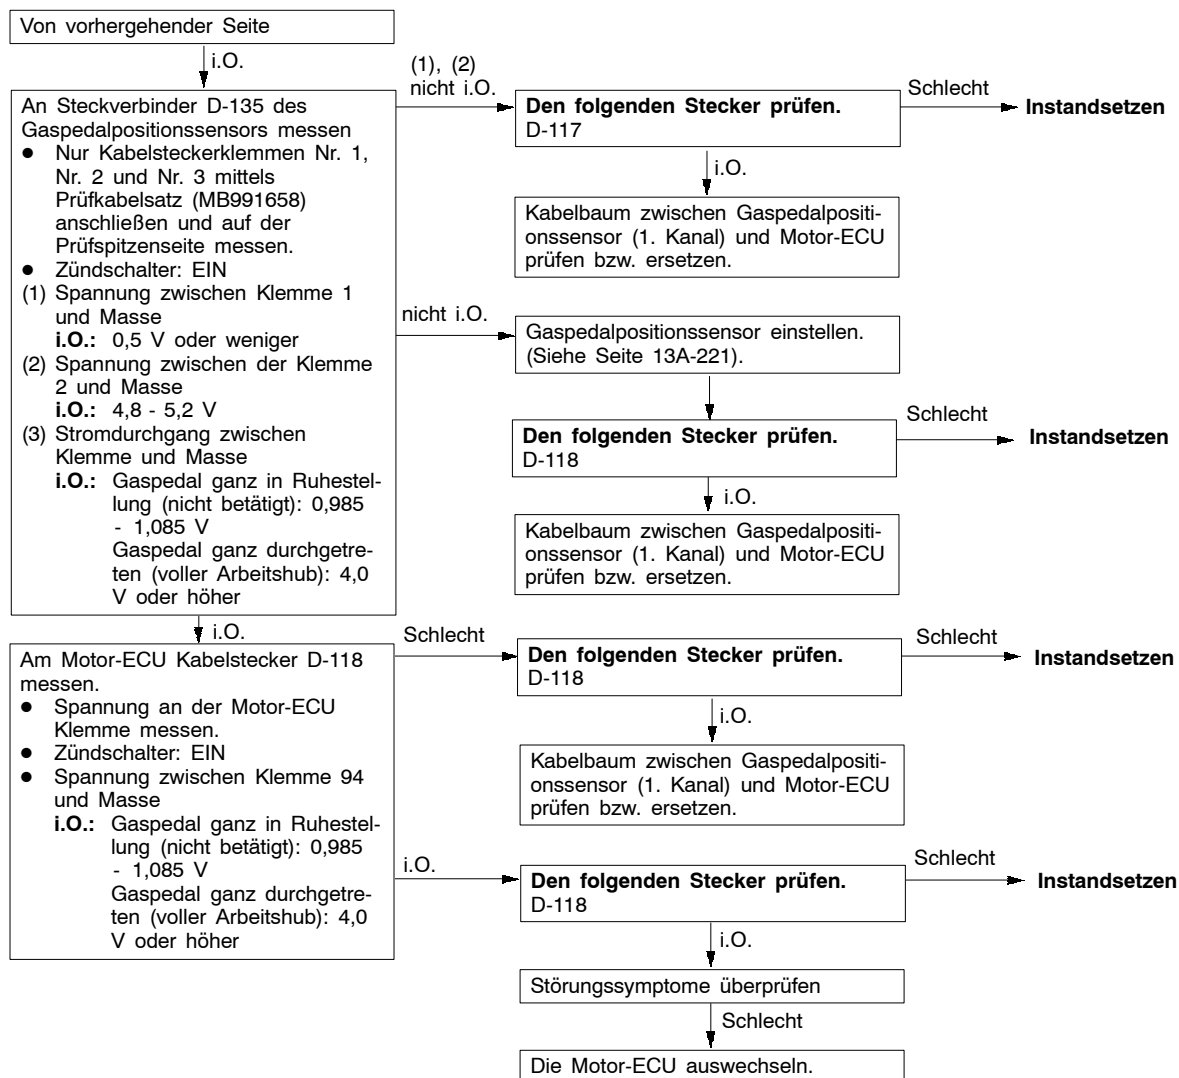 Von vorhergehender Seite
i.O.
An Steckverbinder D-135 des
Gaspedalpositionssensors messen
● Nur Kabelsteckerklemmen Nr. 1,
Nr. 2 und Nr. 3 mittels
Prüfkabelsatz (MB991658)
anschließen und auf der
Prüfspitzenseite messen.
● Zündschalter: EIN
(1) Spannung zwischen Klemme 1
und Masse
i.O.: 0,5 V oder weniger
(2) Spannung zwischen der Klemme
2 und Masse
i.O.: 4,8 - 5,2 V
(3) Stromdurchgang zwischen
Klemme und Masse
i.O.: Gaspedal ganz in Ruhestel-
lung (nicht betätigt): 0,985
- 1,085 V
Gaspedal ganz durchgetre-
ten (voller Arbeitshub): 4,0
V oder höher
(1), (2)
nicht i.O.
Den folgenden Stecker prüfen.
D-117
Schlecht
Instandsetzen
i.O.
Kabelbaum zwischen Gaspedalpositi-
onssensor (1. Kanal) und Motor-ECU
prüfen bzw. ersetzen.
nicht i.O.
Gaspedalpositionssensor einstellen.
(Siehe Seite 13A-221).
Den folgenden Stecker prüfen.
D-118
Schlecht
Instandsetzen
i.O.
Kabelbaum zwischen Gaspedalpositi-
onssensor (1. Kanal) und Motor-ECU
prüfen bzw. ersetzen.
i.O.
Am Motor-ECU Kabelstecker D-118
messen.
● Spannung an der Motor-ECU
Klemme messen.
● Zündschalter: EIN
● Spannung zwischen Klemme 94
und Masse
i.O.: Gaspedal ganz in Ruhestel-
lung (nicht betätigt): 0,985
- 1,085 V
Gaspedal ganz durchgetre-
ten (voller Arbeitshub): 4,0
V oder höher
Schlecht
Den folgenden Stecker prüfen.
D-118
Schlecht
Instandsetzen
i.O.
Kabelbaum zwischen Gaspedalpositi-
onssensor (1. Kanal) und Motor-ECU
prüfen bzw. ersetzen.
i.O.
Den folgenden Stecker prüfen.
D-118
Schlecht
Instandsetzen
i.O.
Störungssymptome überprüfen
Schlecht
Die Motor-ECU auswechseln.